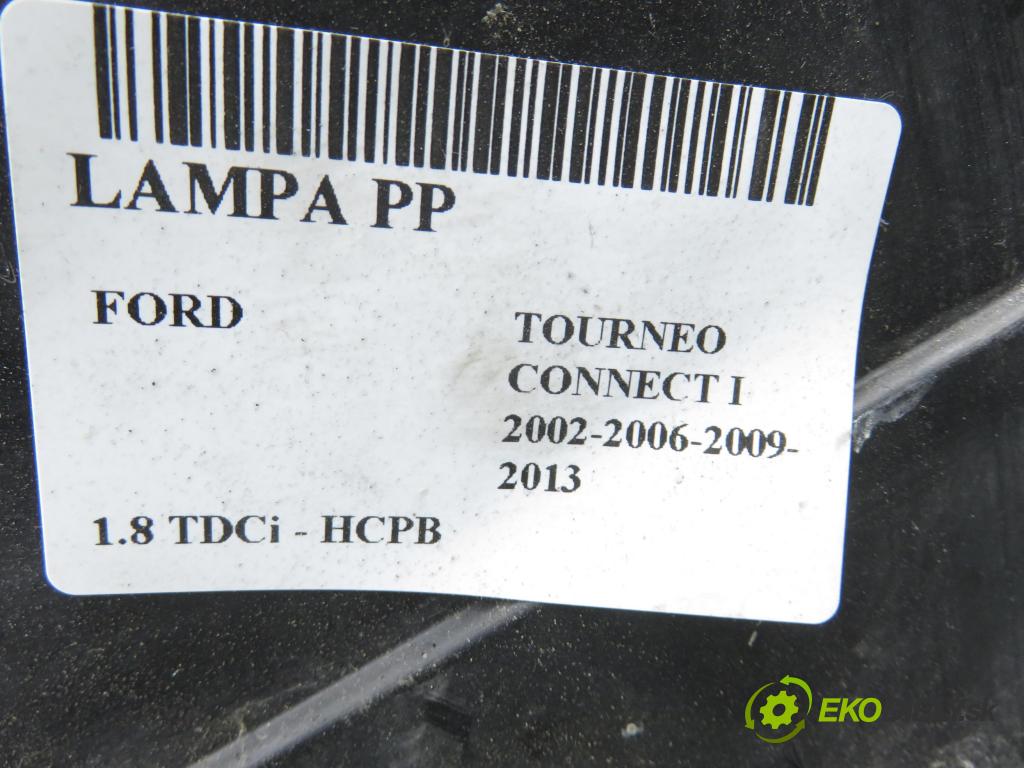 LAMPA PP
FORD
TOURNEO
CONNECT I
2002-2006-2009-
2013
1.8 TDCi - HCPB
EKO